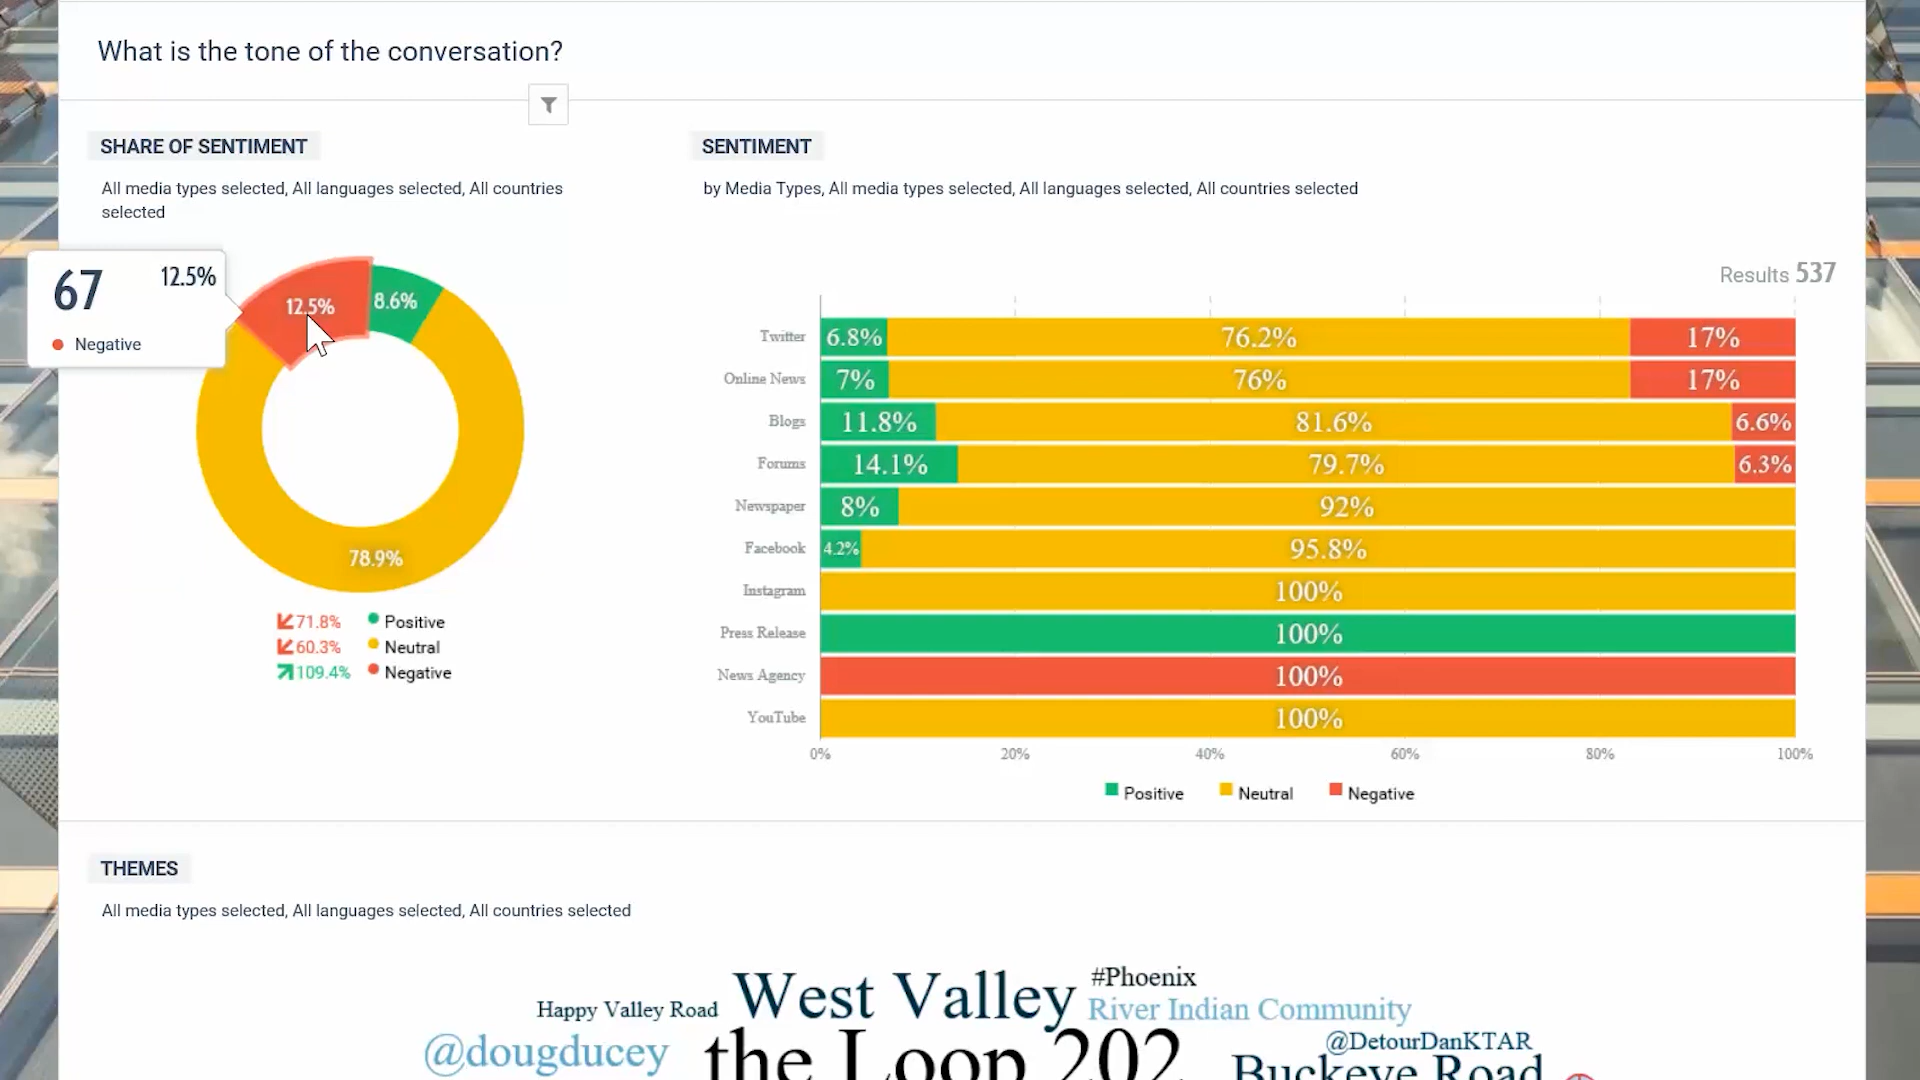 What is the tone of the conversation?
SHARE OF SENTIMENT
All media types selected, All languages selected, All countries
selected
67
12.5%
Negative
12.5%
8.6%
78.9%
71.8% Positive
60.3% Neutral
109.4% Negative
SENTIMENT
by Media Types, All media types selected, All languages selected, All countries selected
Results 537
Twitter 6.8% 76.2% 17%
Online News 7% 76% 17%
Blogs 11.8% 81.6% 6.6%
Forums 14.1% 79.7% 6.3%
Newspaper 8% 92%
Facebook 4.2% 95.8%
Instagram 100%
Press Release 100%
News Agency 100%
YouTube 100%
0% 20% 40% 60% 80% 100%
Positive Neutral Negative
THEMES
All media types selected, All languages selected, All countries selected
#Phoenix
Happy Valley Road West Valley River Indian Community
@dougducey the Loop 202 @DetourDanKTAR
Buckeye Road